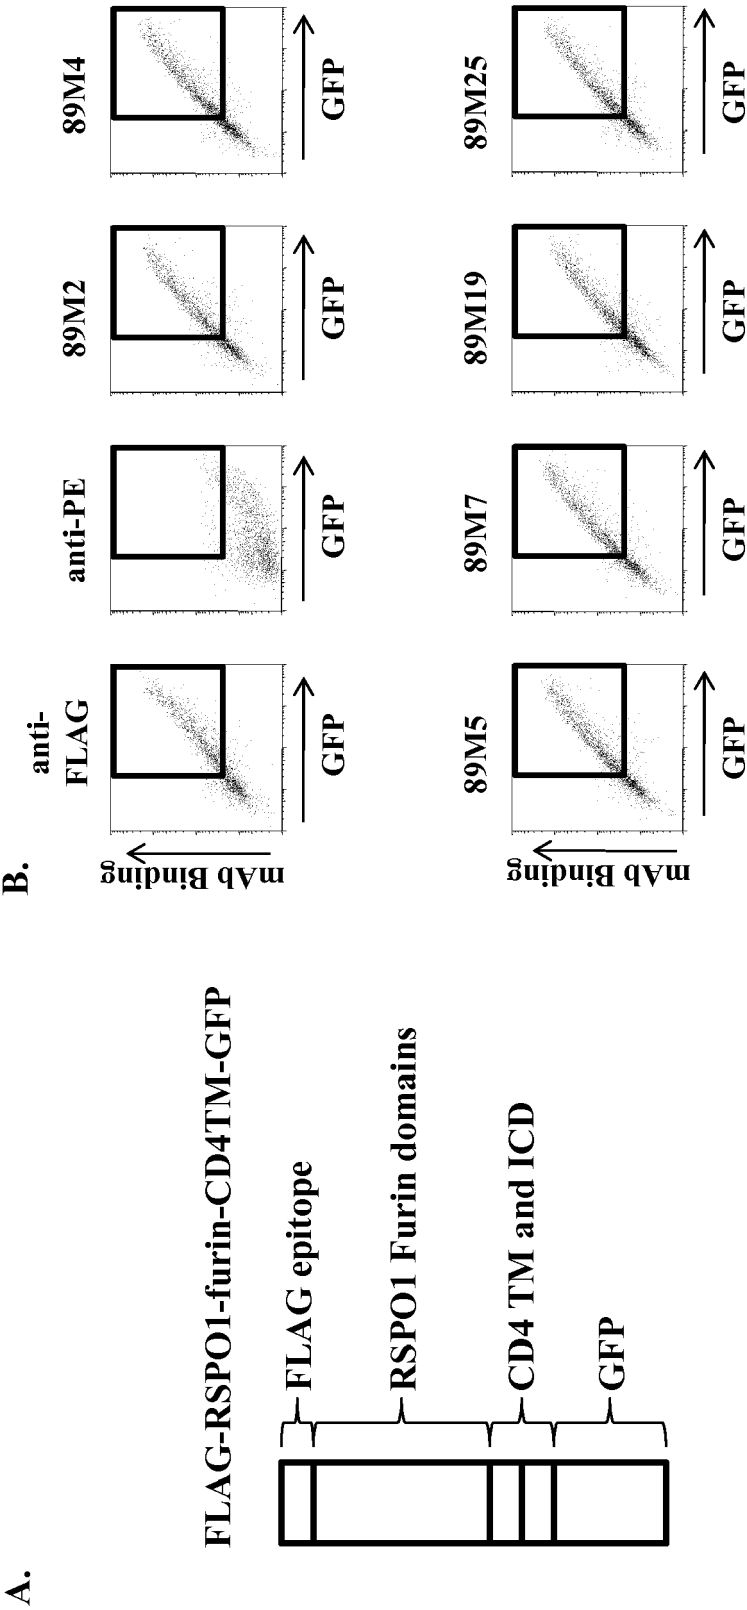 A.
FLAG-RSPO1-furin-CD4TM-GFP
FLAG epitope
RSPO1 Furin domains
CD4 TM and ICD
GFP
B.
anti-
FLAG
anti-PE
89M2
89M4
mAb Binding
GFP
GFP
GFP
GFP
89M5
89M7
89M19
89M25
mAb Binding
GFP
GFP
GFP
GFP